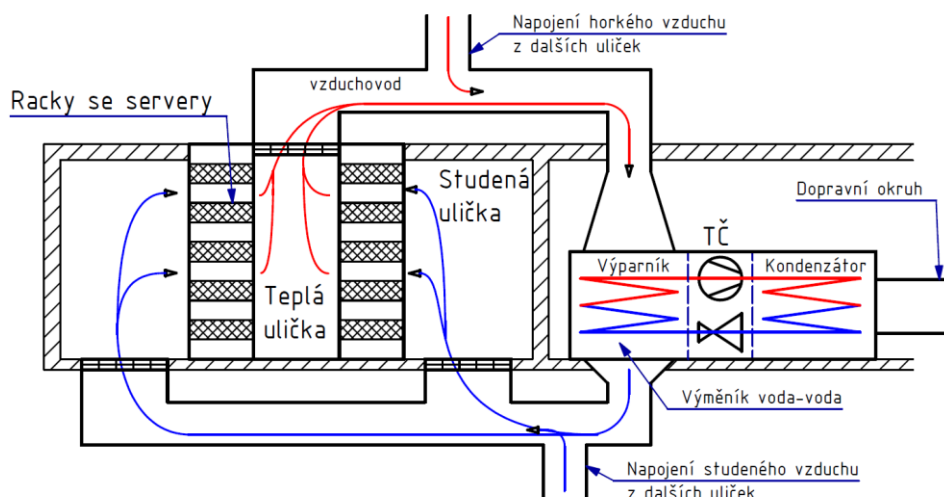 Napojení horkého vzduchu
z dalších uliček
vzduchovod
Racky se servery
Studená
ulička
Dopravní okruh
TČ
Výparník
Kondenzátor
Teplá
ulička
Výměník voda-voda
Napojení studeného vzduchu
z dalších uliček